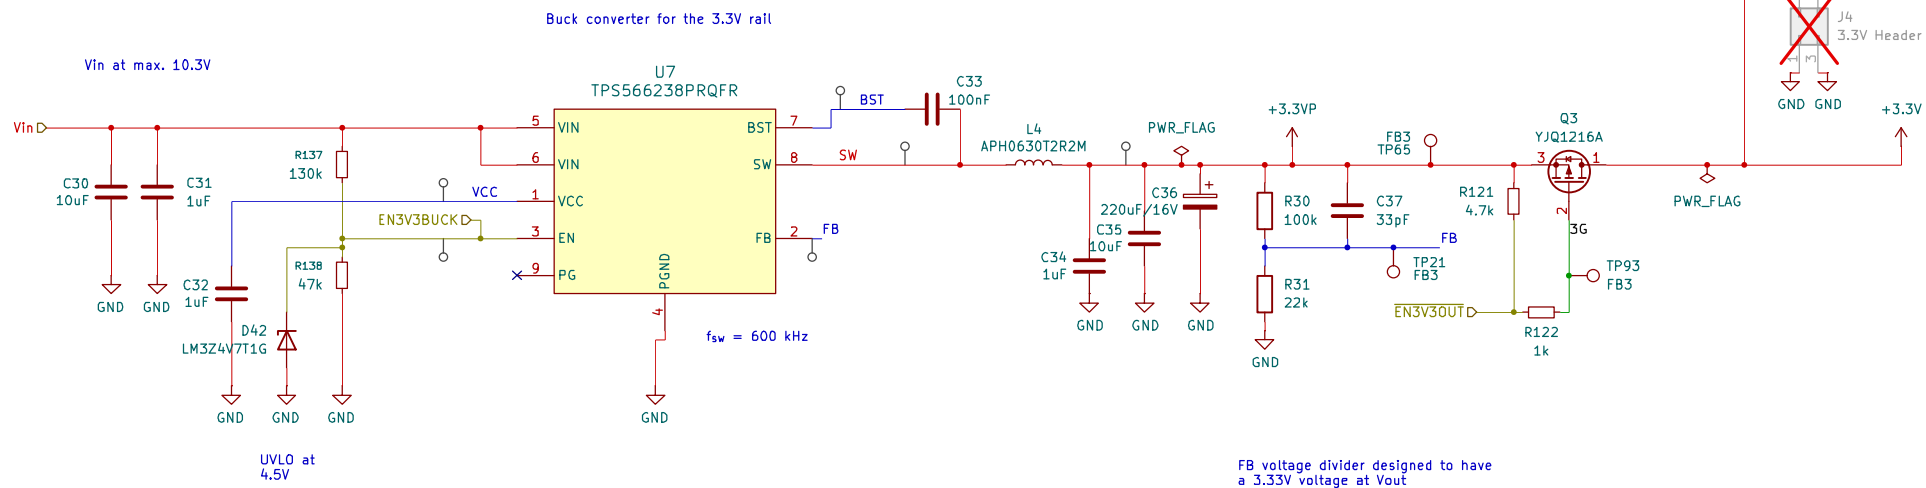 Buck converter for the 3.3V rail
J4
3.3V Header
1
3
GND
GND
Vin at max. 10.3V
U7
TPS566238PRQFR
C33
100nF
BST
+3.3VP
+3.3V
Vin
5
VIN
BST
7
L4
APH0630T2R2M
PWR_FLAG
FB3
TP65
Q3
YJQ1216A
R137
130k
6
VIN
SW
8
SW
3
1
C30
10uF
C31
1uF
VCC
1
VCC
C36
220uF/16V
+
R30
100k
C37
33pF
R121
4.7k
2
PWR_FLAG
EN3V3BUCK
3
EN
FB
2
FB
C35
10uF
FB
3G
R138
47k
9
PG
PGND
4
C34
1uF
TP21
FB3
TP93
FB3
C32
1uF
GND
GND
R31
22k
EN3V3OUT
D42
LM3Z4V7T1G
fsw = 600 kHz
GND
GND
GND
R122
1k
GND
GND
GND
GND
GND
UVLO at
4.5V
FB voltage divider designed to have
a 3.33V voltage at Vout